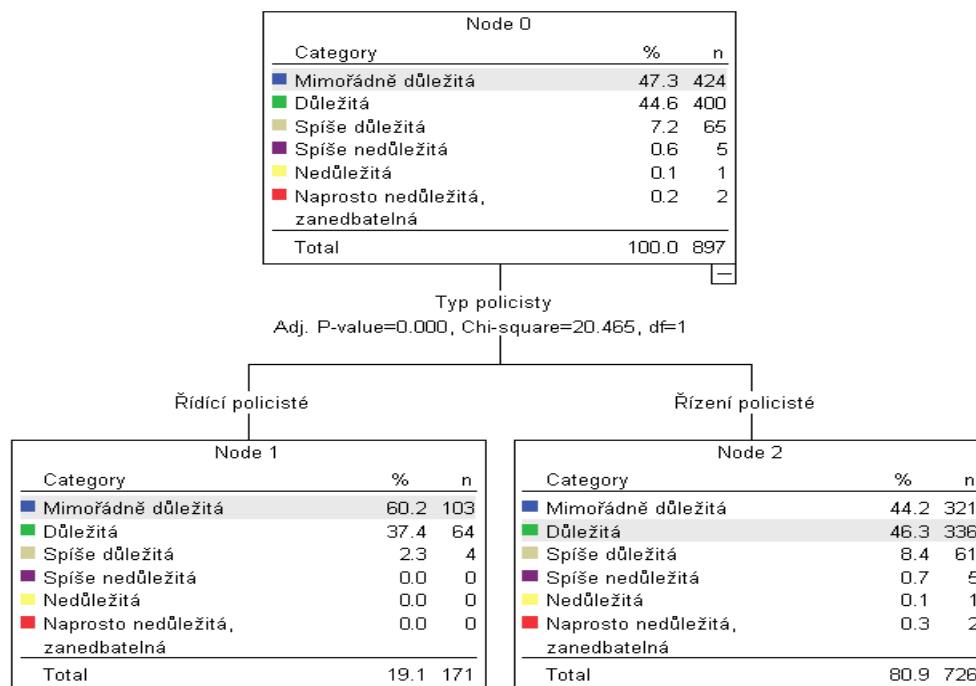 Node 0
Category % n
Mimořádně důležitá 47.3 424
Důležitá 44.6 400
Spíše důležitá 7.2 65
Spíše nedůležitá 0.6 5
Nedůležitá 0.1 1
Naprosto nedůležitá, 0.2 2
zanedbatelná
Total 100.0 897
Typ policisty
Adj. P-value=0.000, Chi-square=20.465, df=1
Řídící policisté
Řízení policisté
Node 1
Category % n
Mimořádně důležitá 60.2 103
Důležitá 37.4 64
Spíše důležitá 2.3 4
Spíše nedůležitá 0.0 0
Nedůležitá 0.0 0
Naprosto nedůležitá, 0.0 0
zanedbatelná
Total 19.1 171
Node 2
Category % n
Mimořádně důležitá 44.2 321
Důležitá 46.3 336
Spíše důležitá 8.4 61
Spíše nedůležitá 0.7 5
Nedůležitá 0.1 1
Naprosto nedůležitá, 0.3 2
zanedbatelná
Total 80.9 726